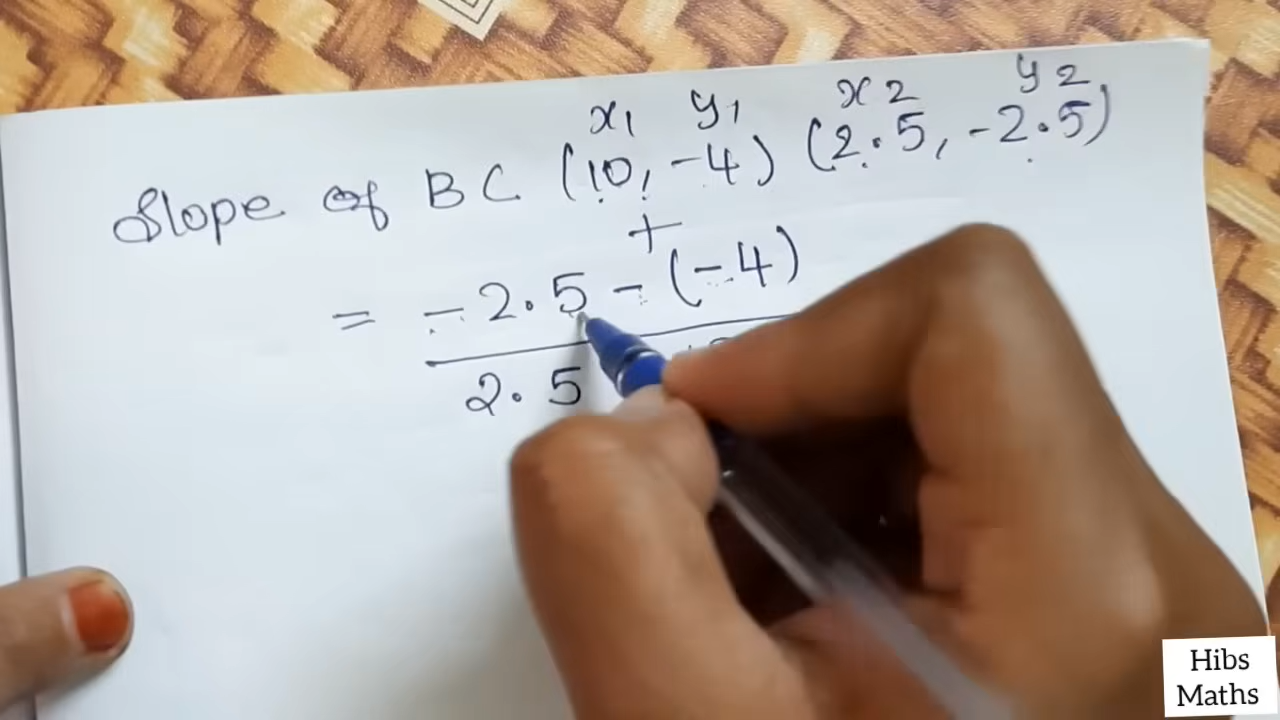 x1 y1 x2 y2
Slope of BC (10, -4) (2.5, -2.5)
+
= -2.5 - (-4)
2.5
Hibs
Maths